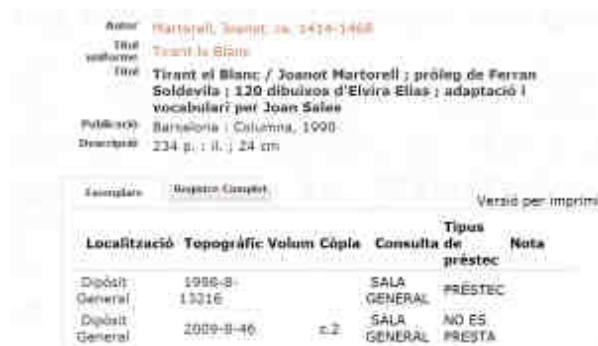 Autor Martorell, Joanot, ca. 1414-1468
Títol uniforme Tirant lo Blanc
Títol Tirant el Blanc / Joanot Martorell ; pròleg de Ferran
Soldevila ; 120 dibuixos d'Elvira Elias ; adaptació i
vocabulari per Joan Sales
Publicació Barcelona : Columna, 1990
Descripció 234 p. : il. ; 24 cm
Exemplars Registre Complet
Versió per imprimi
Localització Topogràfic Volum Còpia Consulta Tipus de préstec Nota
Dipòsit General 1996-8-13216 SALA GENERAL PRESTEC
Dipòsit General 2009-8-46 c.2 SALA GENERAL NO ES PRESTA